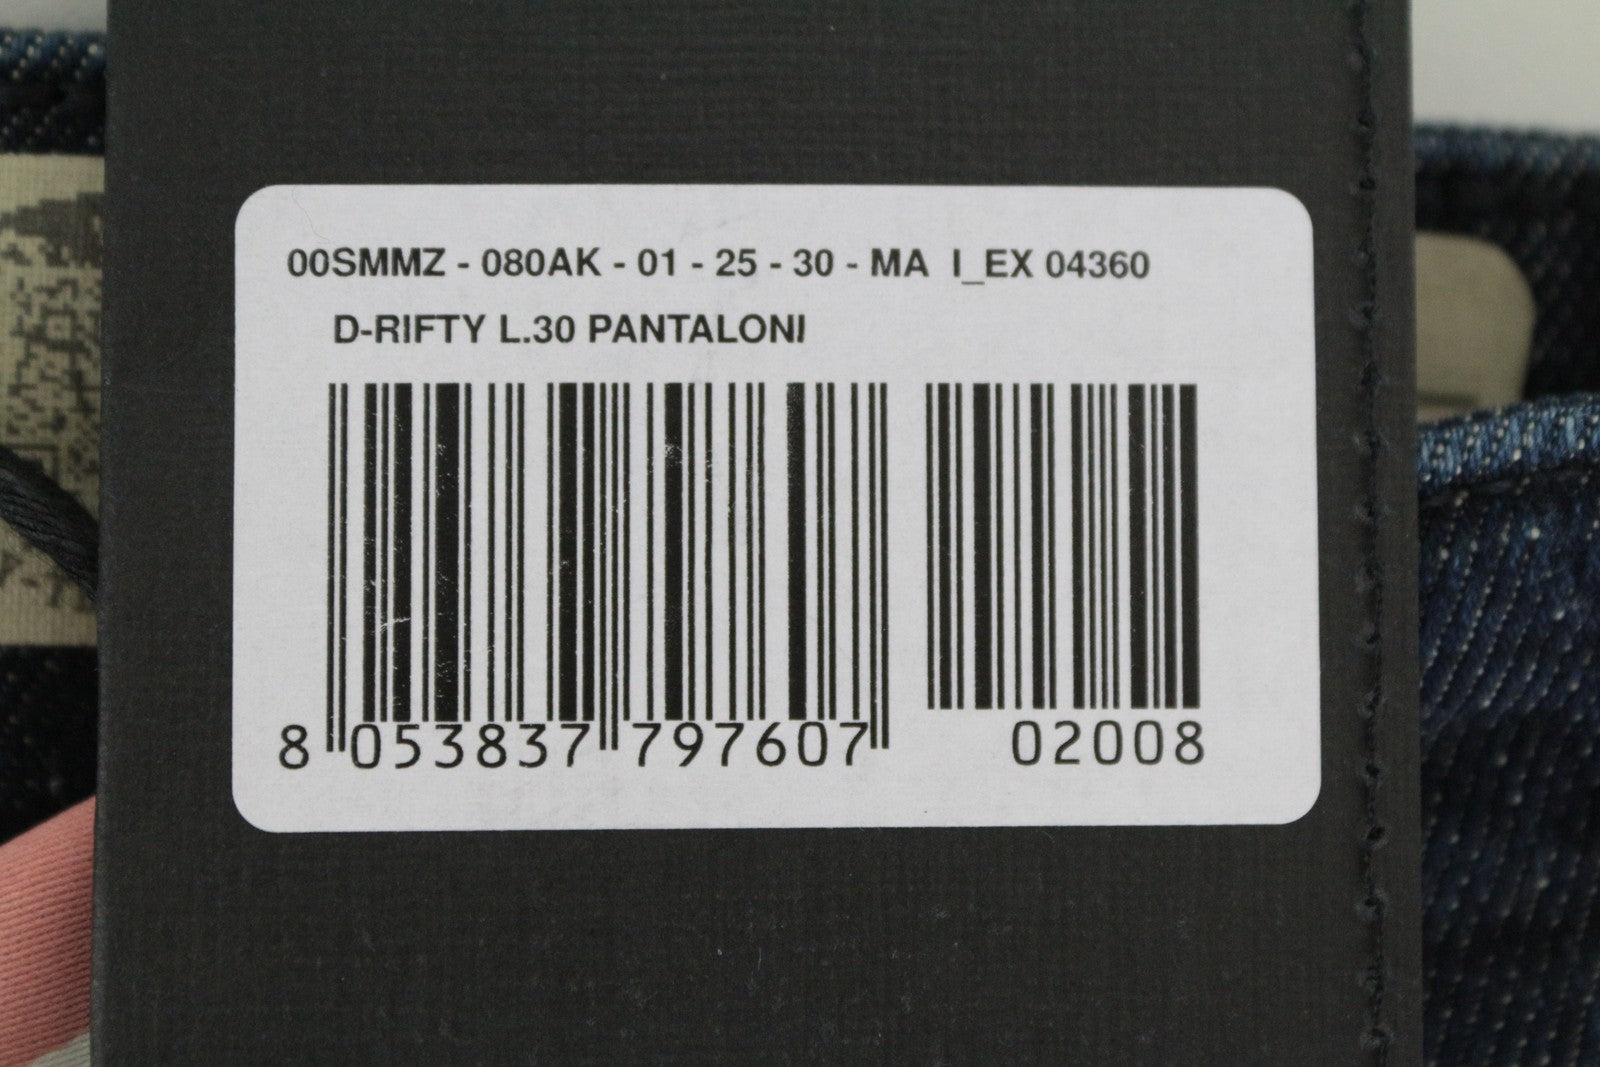 00SMMZ - 080AK - 01 - 25 - 30 - MA I_EX 04360
D-RIFTY L.30 PANTALONI
8 053837 797607 02008